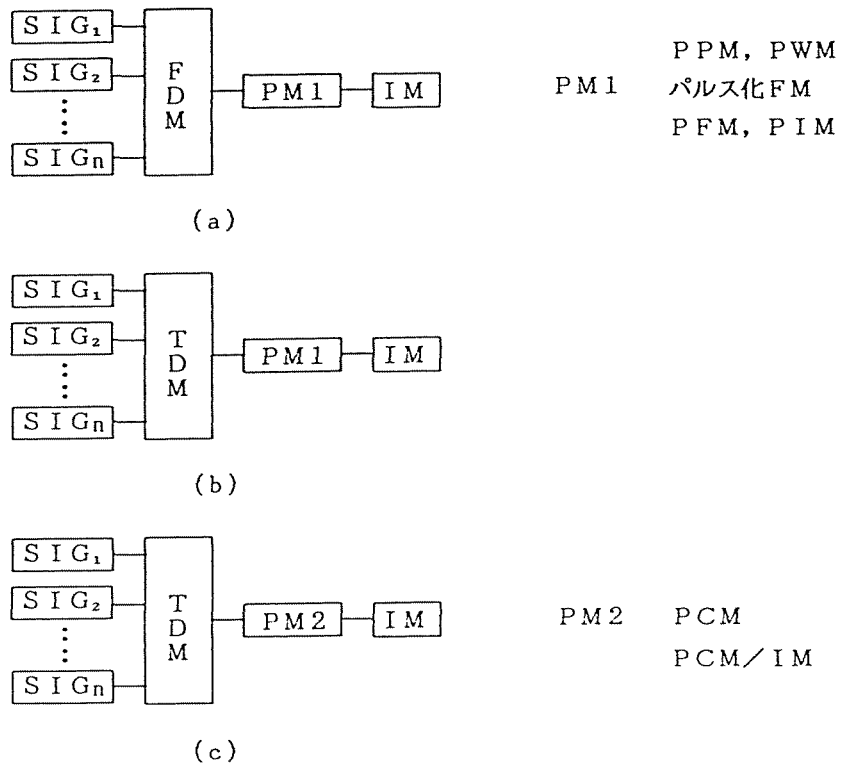 SIG₁
SIG₂
SIGn
FDM
PM1
IM
PM1
PPM, PWM
パルス化FM
PFM, PIM
(a)
SIG₁
SIG₂
SIGn
TDM
PM1
IM
(b)
SIG₁
SIG₂
SIGn
TDM
PM2
IM
PM2
PCM
PCM/IM
(c)